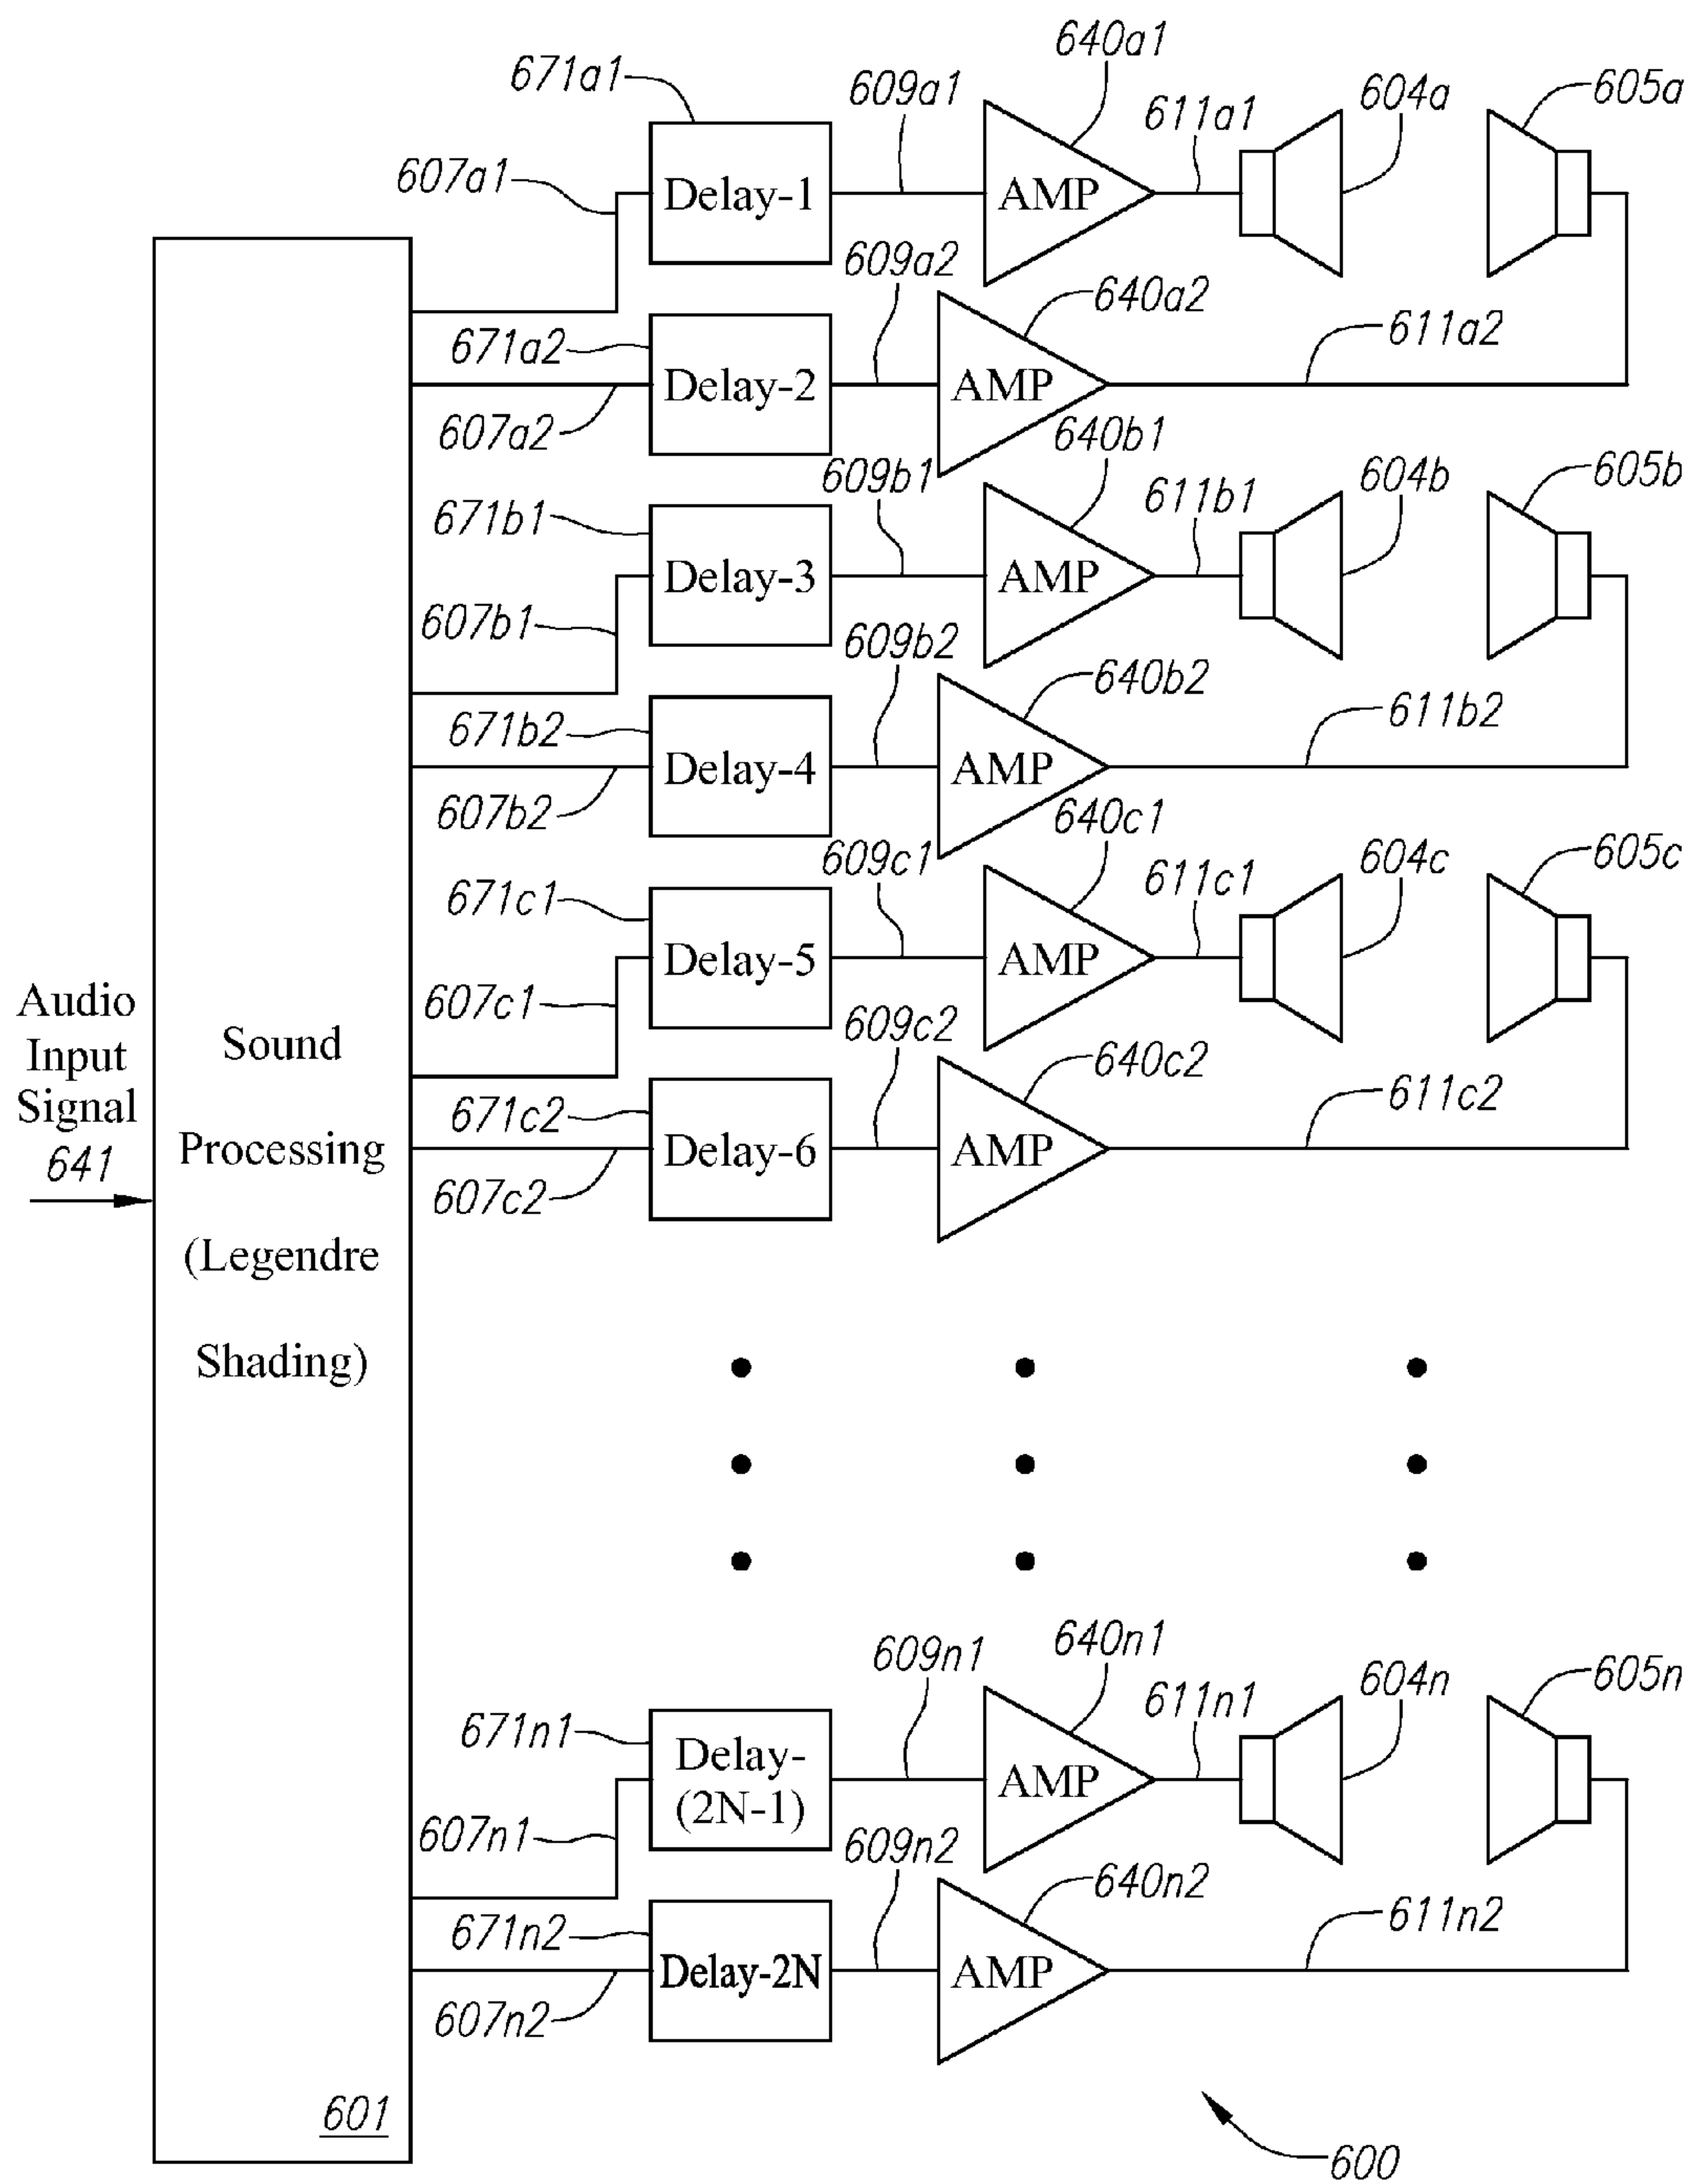 640a1
671a1
609a1
611a1
604a
605a
607a1
Delay-1
AMP
609a2
640a2
671a2
611a2
Delay-2
AMP
607a2
640b1
609b1
604b
605b
671b1
611b1
Delay-3
AMP
607b1
609b2
640b2
671b2
611b2
Delay-4
AMP
607b2
640c1
609c1
604c
605c
671c1
611c1
Delay-5
AMP
607c1
609c2
640c2
671c2
611c2
Delay-6
AMP
607c2
Audio
Input
Signal
641
Sound
Processing
(Legendre
Shading)
640n1
609n1
611n1
604n
605n
671n1
Delay-
(2N-1)
AMP
607n1
609n2
640n2
671n2
611n2
Delay-2N
AMP
607n2
601
600